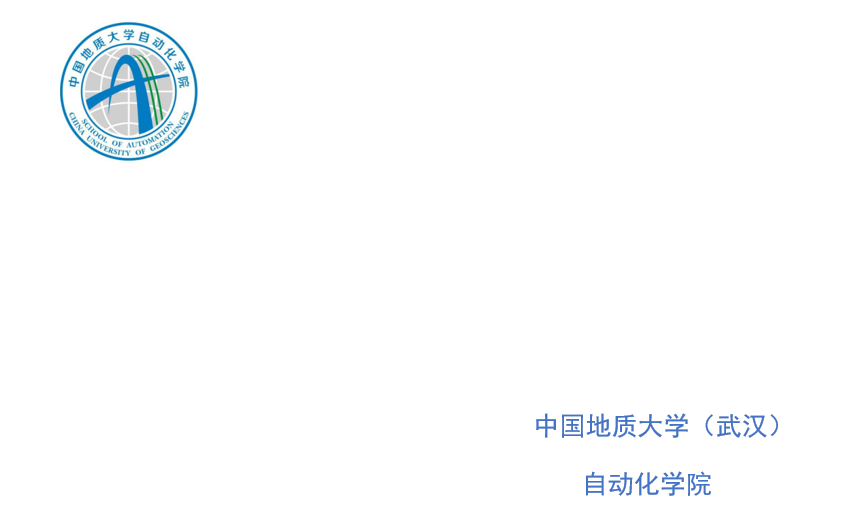 中国地质大学自动化学院
SCHOOL OF AUTOMATION
CHINA UNIVERSITY OF GEOSCIENCES
中国地质大学（武汉）
自动化学院